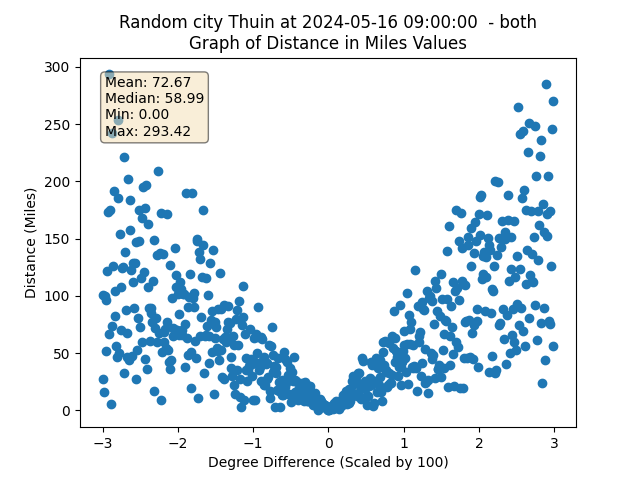 Random city Thuin at 2024-05-16 09:00:00  - both
Graph of Distance in Miles Values
Mean: 72.67
Median: 58.99
Min: 0.00
Max: 293.42
Distance (Miles)
300
250
200
150
100
50
0
−3
−2
−1
0
1
2
3
Degree Difference (Scaled by 100)